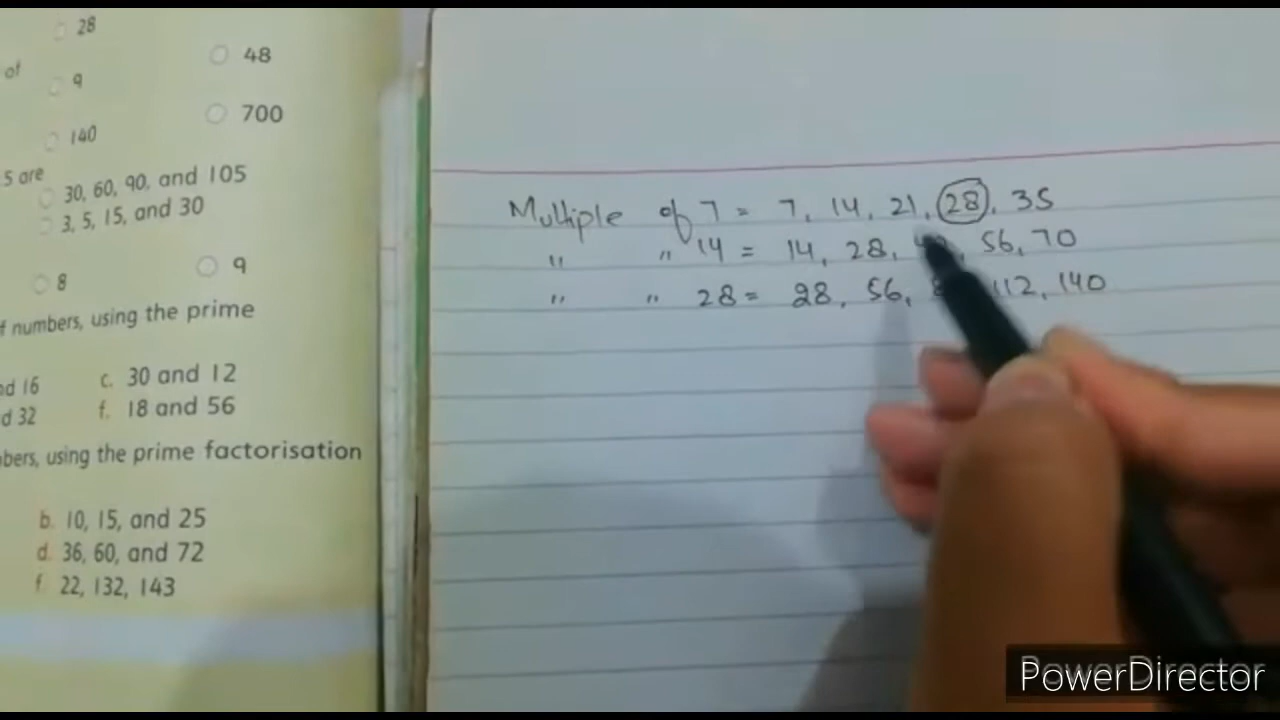 28
48
of
9
700
140
5 are
30, 60, 90, and 105
3, 5, 15, and 30
8
9
f numbers, using the prime
nd 16 c. 30 and 12
d 32 f. 18 and 56
bers, using the prime factorisation
b. 10, 15, and 25
d. 36, 60, and 72
f. 22, 132, 143
Multiple of 7 = 7, 14, 21, 28, 35
" " 14 = 14, 28, 56, 70
" " 28 = 28, 56, 112, 140
PowerDirector